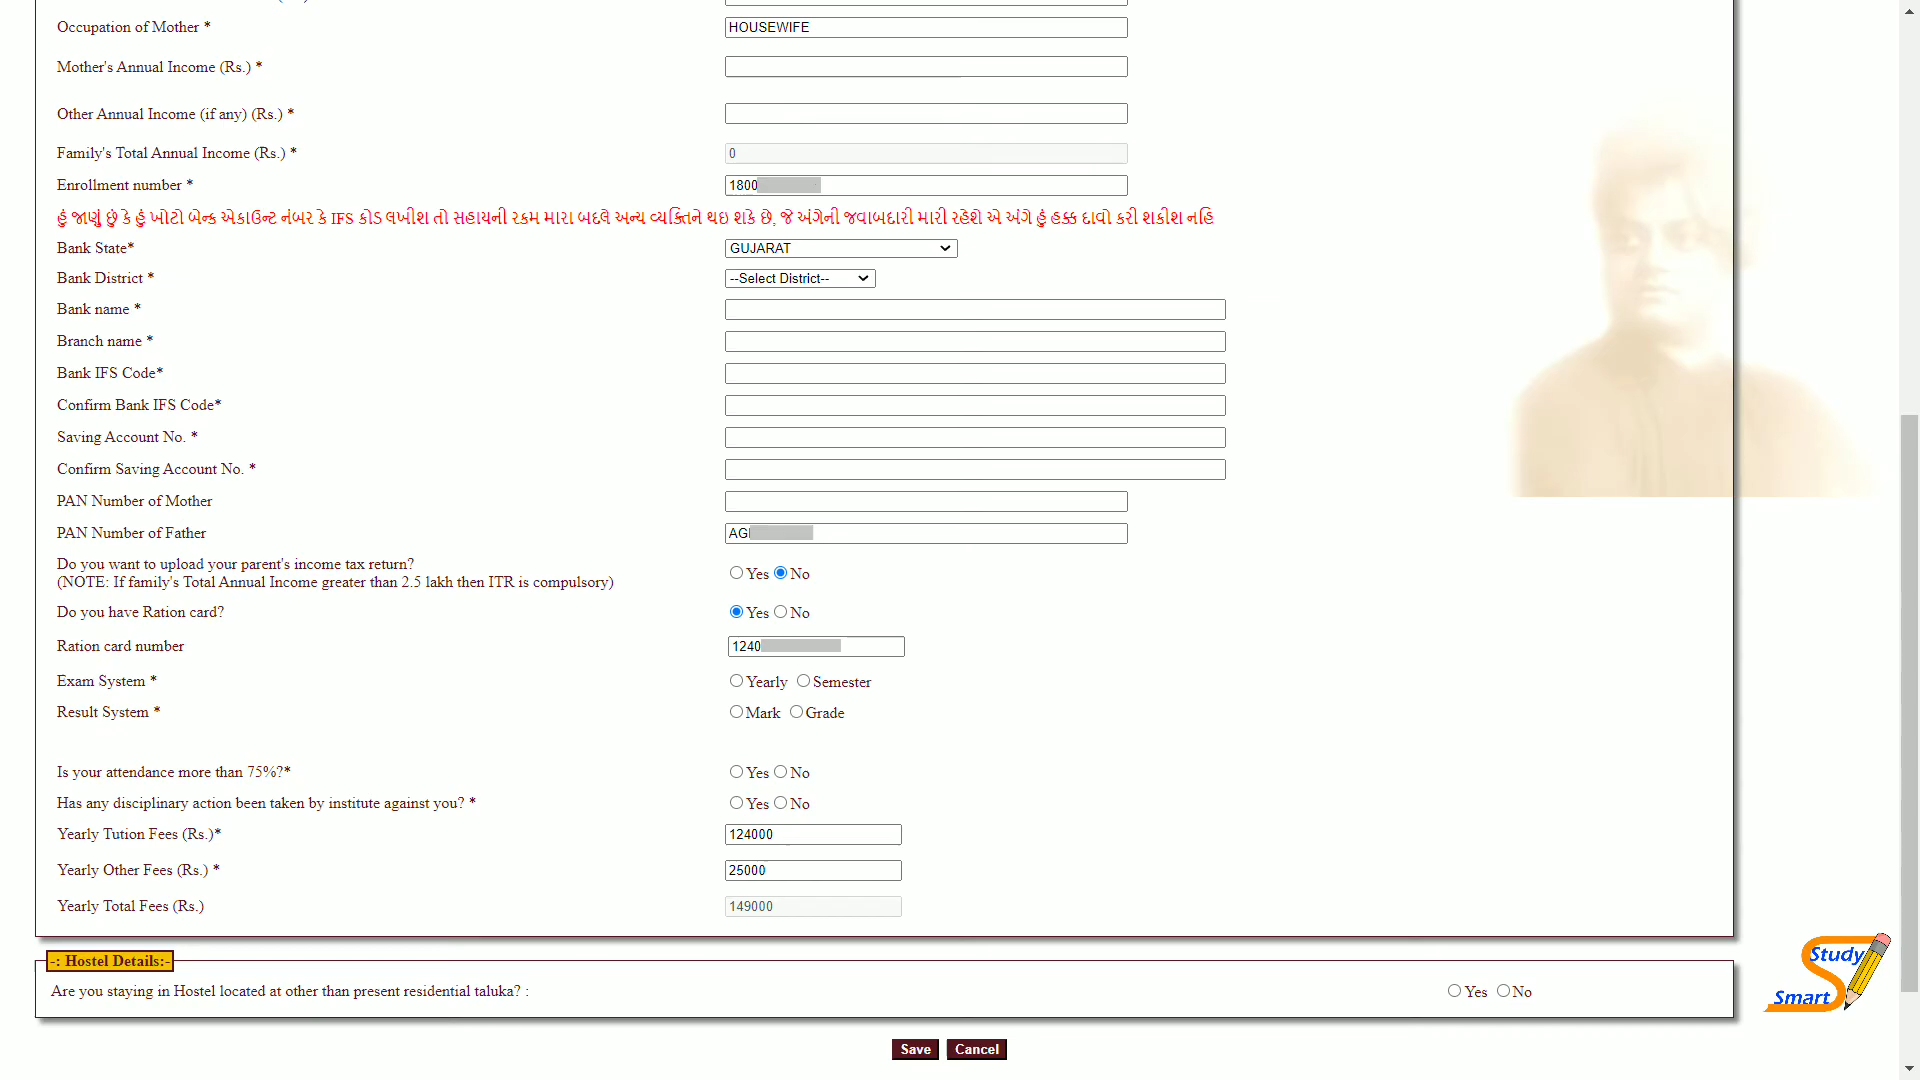 Occupation of Mother * HOUSEWIFE
Mother's Annual Income (Rs.) *
Other Annual Income (if any) (Rs.) *
Family's Total Annual Income (Rs.) * 0
Enrollment number * 1800
હું જાણું છું કે હું ખોટો બેન્ક એકાઉન્ટ નંબર કે IFS કોડ લખીશ તો સહાયની રકમ મારા બદલે અન્ય વ્યક્તિને થઇ શકે છે, જે અંગેની જવાબદારી મારી રહેશે એ અંગે હું હક્ક દાવો કરી શકીશ નહિ
Bank State* GUJARAT
Bank District * --Select District--
Bank name *
Branch name *
Bank IFS Code*
Confirm Bank IFS Code*
Saving Account No. *
Confirm Saving Account No. *
PAN Number of Mother
PAN Number of Father AG
Do you want to upload your parent's income tax return?
(NOTE: If family's Total Annual Income greater than 2.5 lakh then ITR is compulsory) Yes No
Do you have Ration card? Yes No
Ration card number 1240
Exam System * Yearly Semester
Result System * Mark Grade
Is your attendance more than 75%?* Yes No
Has any disciplinary action been taken by institute against you? * Yes No
Yearly Tution Fees (Rs.)* 124000
Yearly Other Fees (Rs.) * 25000
Yearly Total Fees (Rs.) 149000
-: Hostel Details:-
Are you staying in Hostel located at other than present residential taluka? : Yes No
Study
Smart
Save Cancel